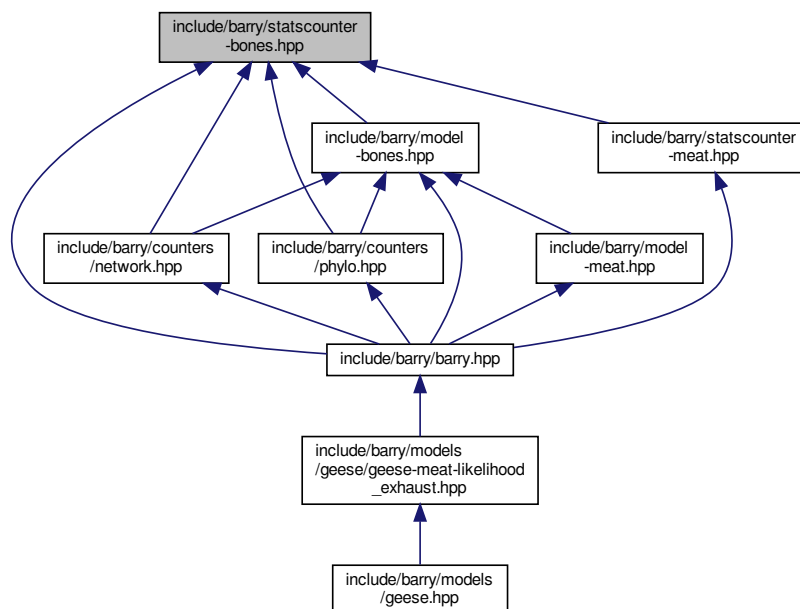 include/barry/statscounter
-bones.hpp
include/barry/model
-bones.hpp
include/barry/statscounter
-meat.hpp
include/barry/counters
/network.hpp
include/barry/counters
/phylo.hpp
include/barry/model
-meat.hpp
include/barry/barry.hpp
include/barry/models
/geese/geese-meat-likelihood
_exhaust.hpp
include/barry/models
/geese.hpp